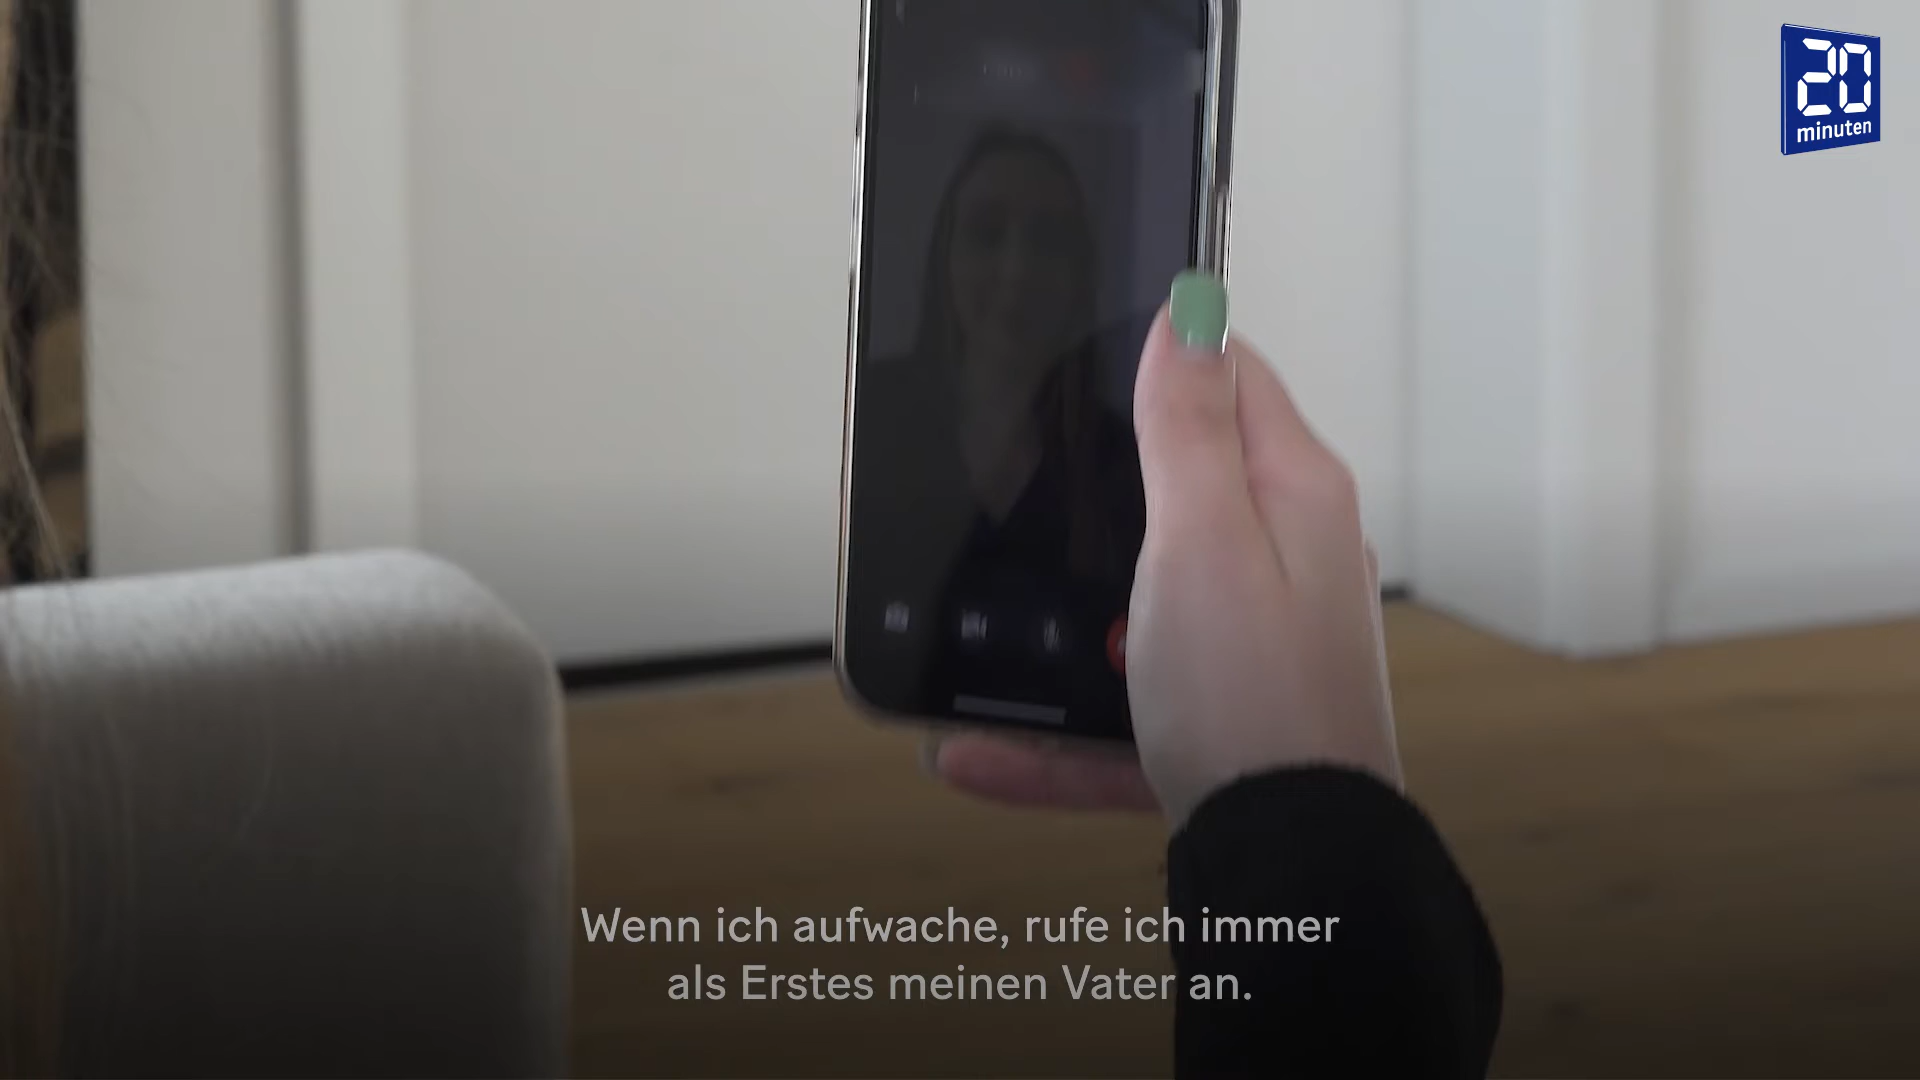 20
minuten
Wenn ich aufwache, rufe ich immer
als Erstes meinen Vater an.